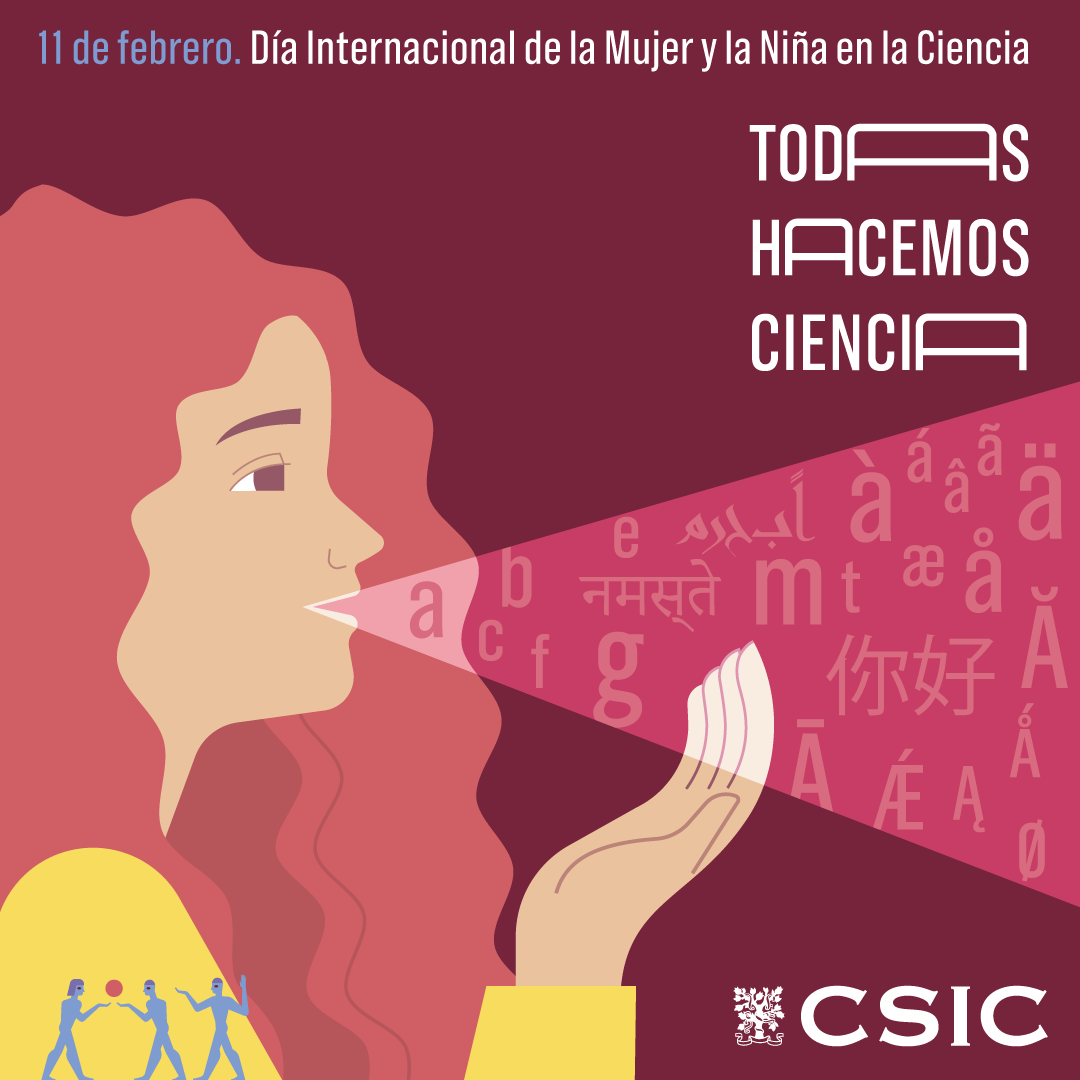 11 de febrero. Día Internacional de la Mujer y la Niña en la Ciencia
TODAS
HACEMOS
CIENCIA
á ã
à â ä
e
b नमस्ते m t æ å
a
c f g 你好 Ă
Ā Ǻ
Ǽ Ą
Ø
CSIC